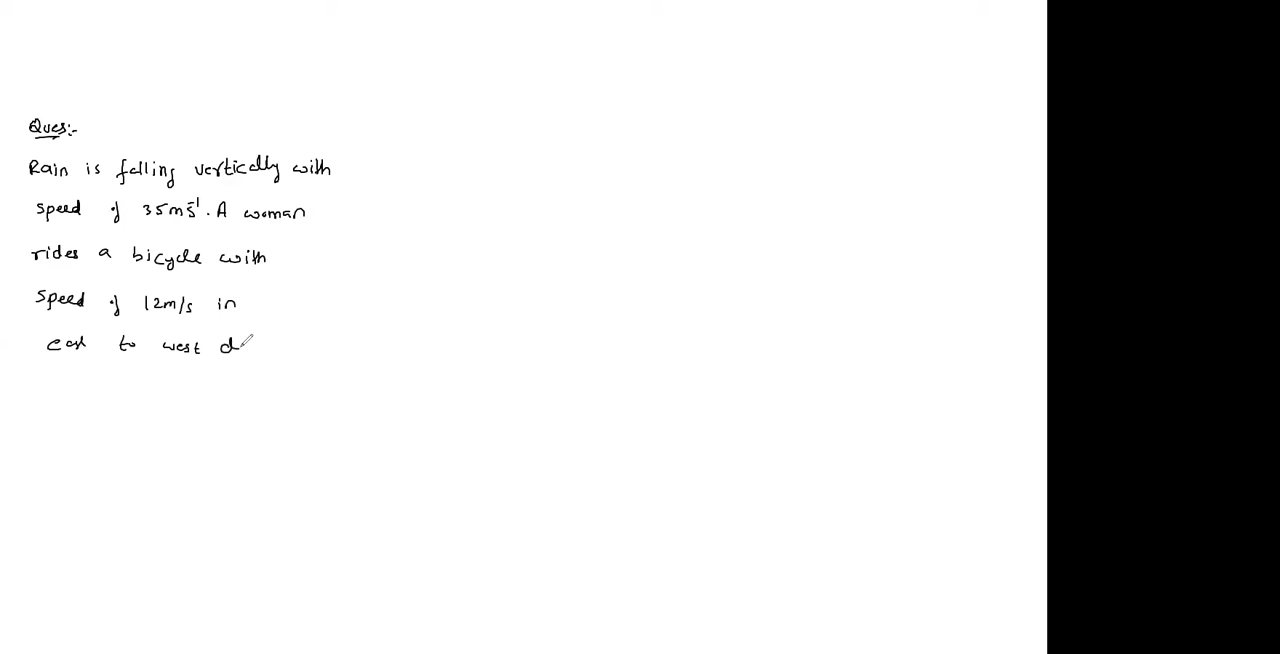 Ques:-
Rain is falling vertically with
speed of 35ms⁻¹. A woman
rides a bicycle with
speed of 12m/s in
east to west d